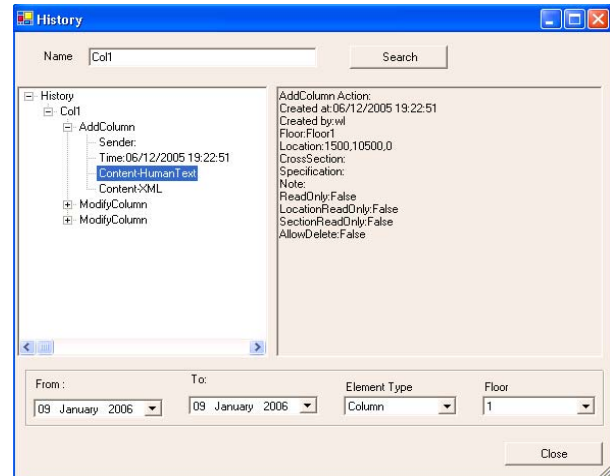 History
Name Col1 Search
History
Col1
AddColumn
Sender:
Time:06/12/2005 19:22:51
Content-HumanText
Content-XML
ModifyColumn
ModifyColumn
AddColumn Action:
Created at:06/12/2005 19:22:51
Created by:wl
Floor:Floor1
Location:1500,10500,0
CrossSection:
Specification:
Note:
ReadOnly:False
LocationReadOnly:False
SectionReadOnly:False
AllowDelete:False
From : To: Element Type Floor
09 January 2006 09 January 2006 Column 1
Close